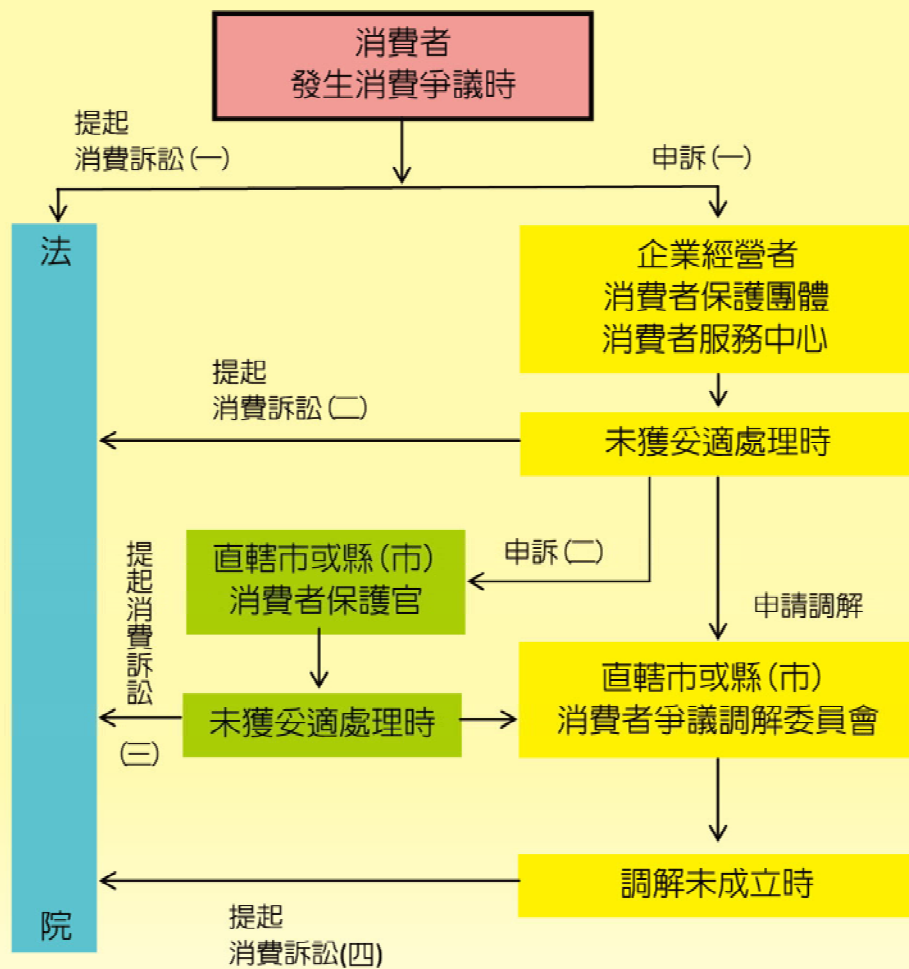 消費者
發生消費爭議時
提起
消費訴訟(一)
申訴(一)
法
院
企業經營者
消費者保護團體
消費者服務中心
提起
消費訴訟(二)
未獲妥適處理時
申訴(二)
直轄市或縣(市)
消費者保護官
申請調解
提起消費訴訟
(三)
未獲妥適處理時
直轄市或縣(市)
消費者爭議調解委員會
調解未成立時
提起
消費訴訟(四)